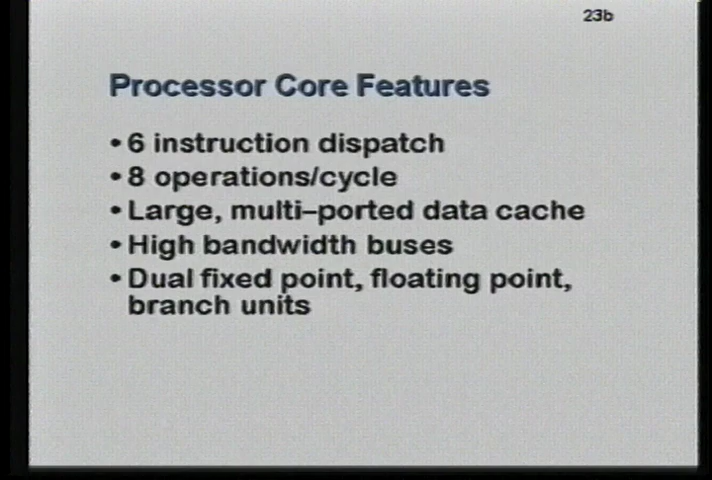 23b
Processor Core Features
• 6 instruction dispatch
• 8 operations/cycle
• Large, multi–ported data cache
• High bandwidth buses
• Dual fixed point, floating point,
branch units